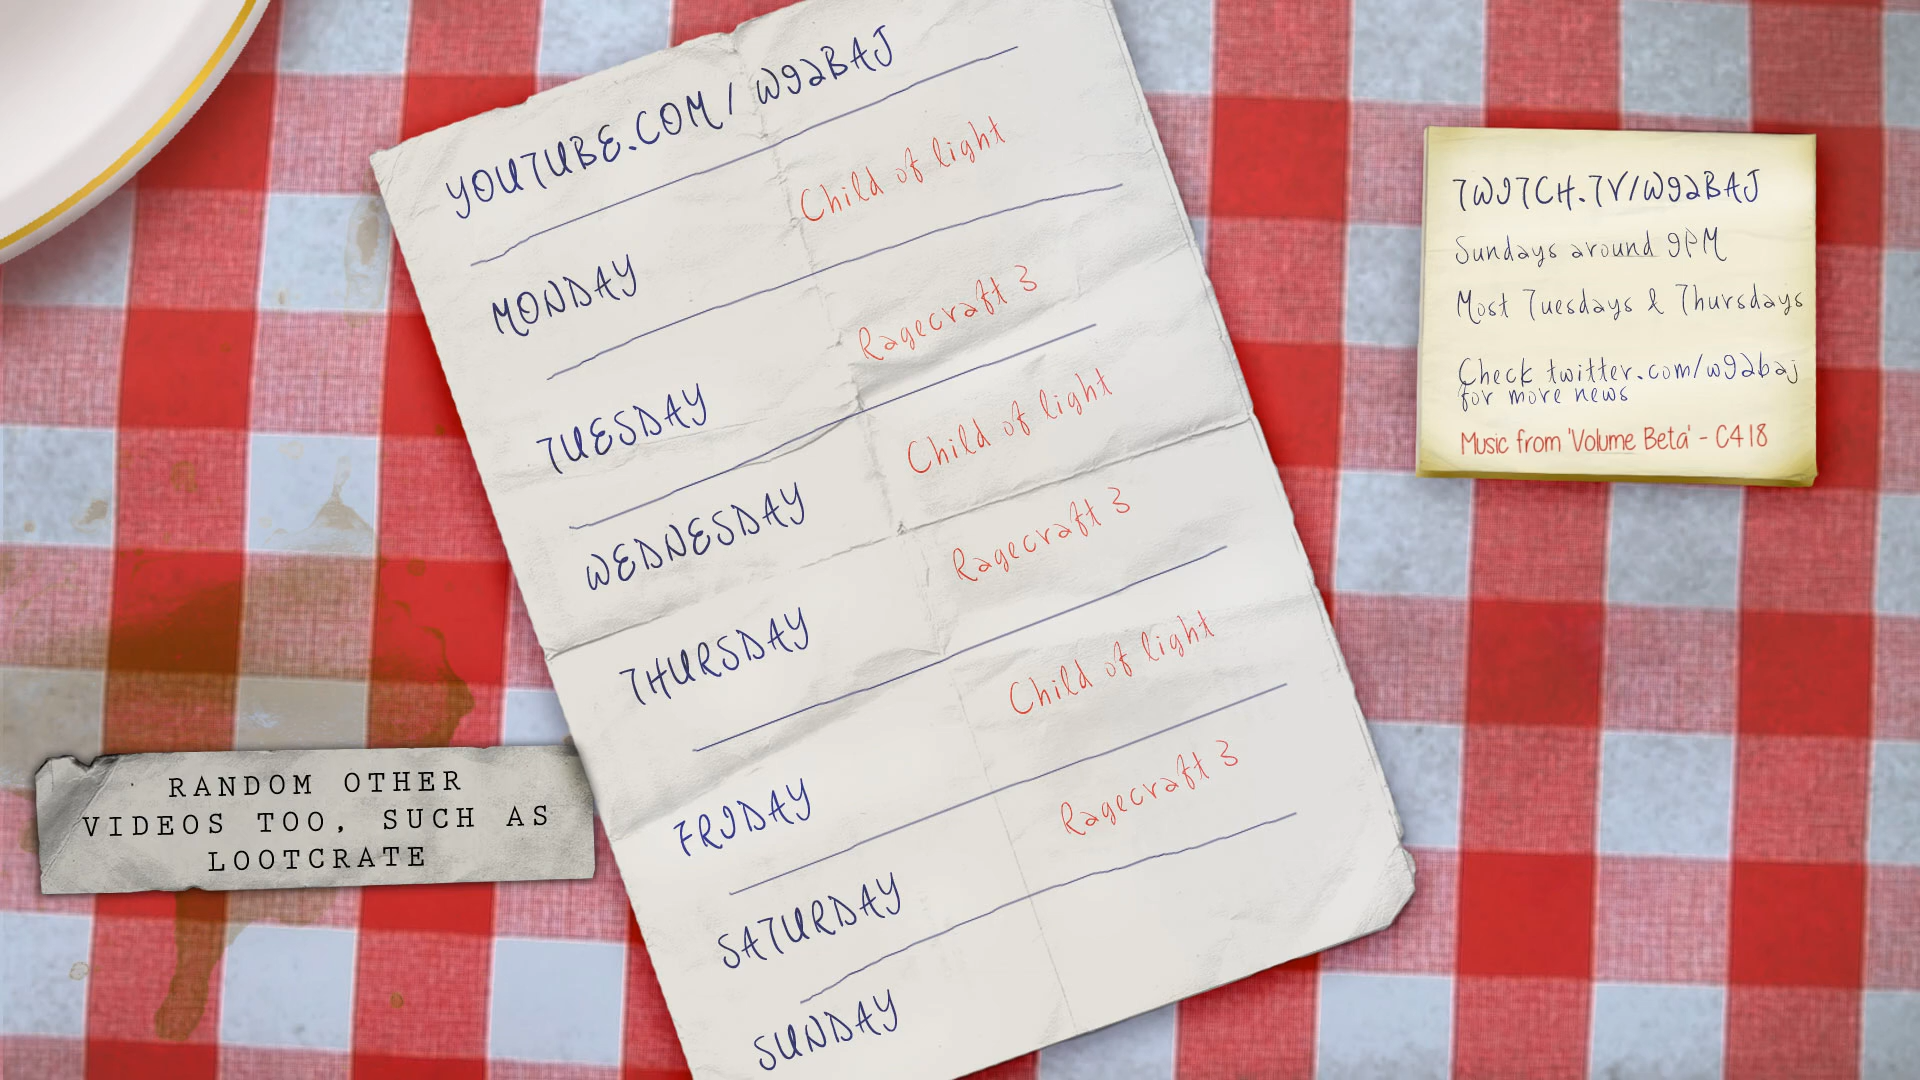 YOUTUBE.COM/W92BAJ
MONDAY Child of light
TUESDAY Ragecraft 3
WEDNESDAY Child of light
THURSDAY Ragecraft 3
FRIDAY Child of light
SATURDAY Ragecraft 3
SUNDAY
TWITCH.TV/W92BAJ
Sundays around 9PM
Most Tuesdays & Thursdays
Check twitter.com/w92baj
for more news
Music from 'Volume Beta' - C418
RANDOM OTHER
VIDEOS TOO, SUCH AS
LOOTCRATE